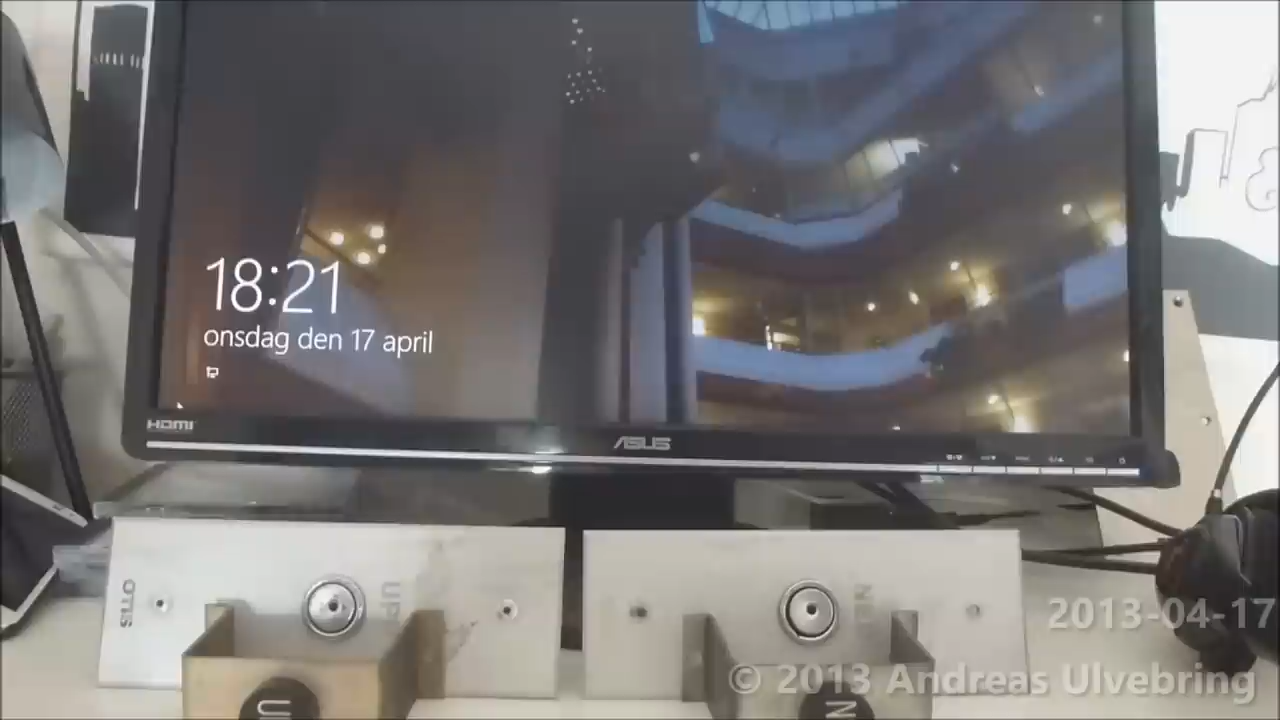 18:21
onsdag den 17 april
HDMI
ASUS
OTIS
UP
2013-04-17
© 2013 Andreas Ulvebring